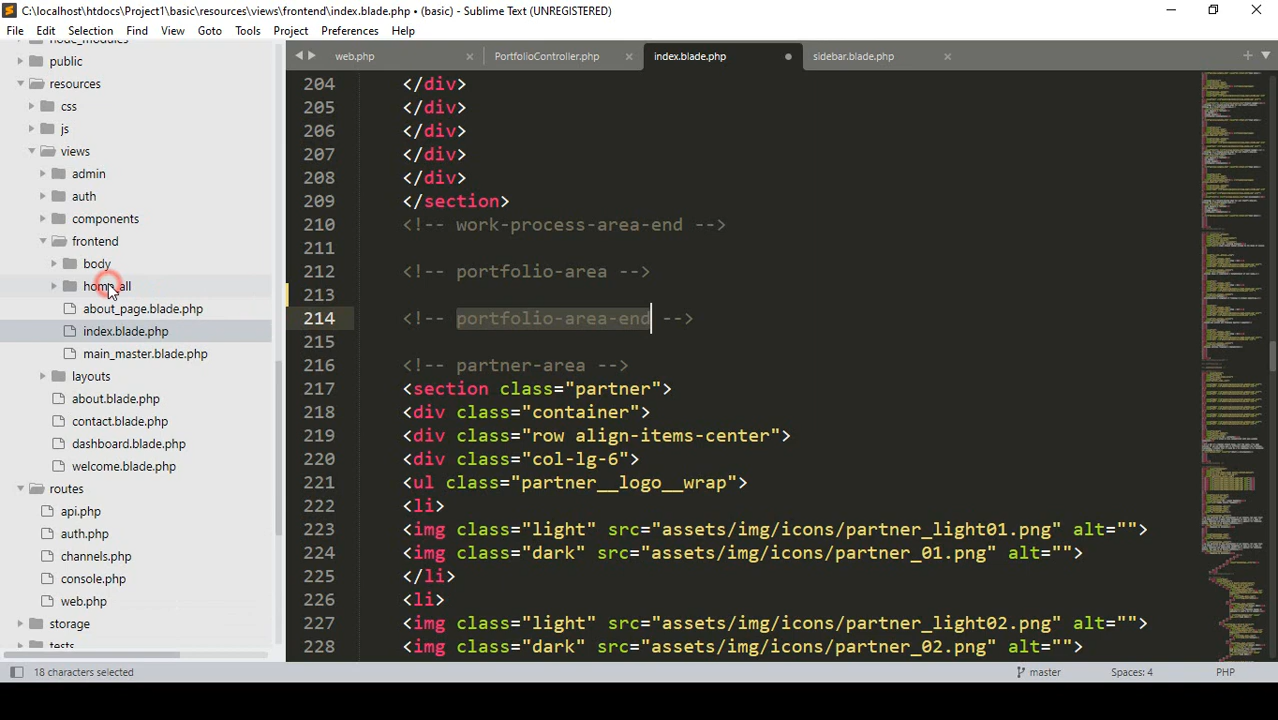 C:\localhost\htdocs\Project1\basic\resources\views\frontend\index.blade.php • (basic) - Sublime Text (UNREGISTERED)
File Edit Selection Find View Goto Tools Project Preferences Help
web.php PortfolioController.php index.blade.php sidebar.blade.php
node_modules
public
resources
css
js
views
admin
auth
components
frontend
body
about_page.blade.php
index.blade.php
main_master.blade.php
layouts
about.blade.php
contact.blade.php
dashboard.blade.php
welcome.blade.php
routes
api.php
auth.php
channels.php
console.php
web.php
storage
tests
204 </div>
205 </div>
206 </div>
207 </div>
208 </div>
209 </section>
210 <!-- work-process-area-end -->
211
212 <!-- portfolio-area -->
213
214 <!-- portfolio-area-end -->
215
216 <!-- partner-area -->
217 <section class="partner">
218 <div class="container">
219 <div class="row align-items-center">
220 <div class="col-lg-6">
221 <ul class="partner__logo__wrap">
222 <li>
223 <img class="light" src="assets/img/icons/partner_light01.png" alt="">
224 <img class="dark" src="assets/img/icons/partner_01.png" alt="">
225 </li>
226 <li>
227 <img class="light" src="assets/img/icons/partner_light02.png" alt="">
228 <img class="dark" src="assets/img/icons/partner_02.png" alt="">
18 characters selected master Spaces: 4 PHP